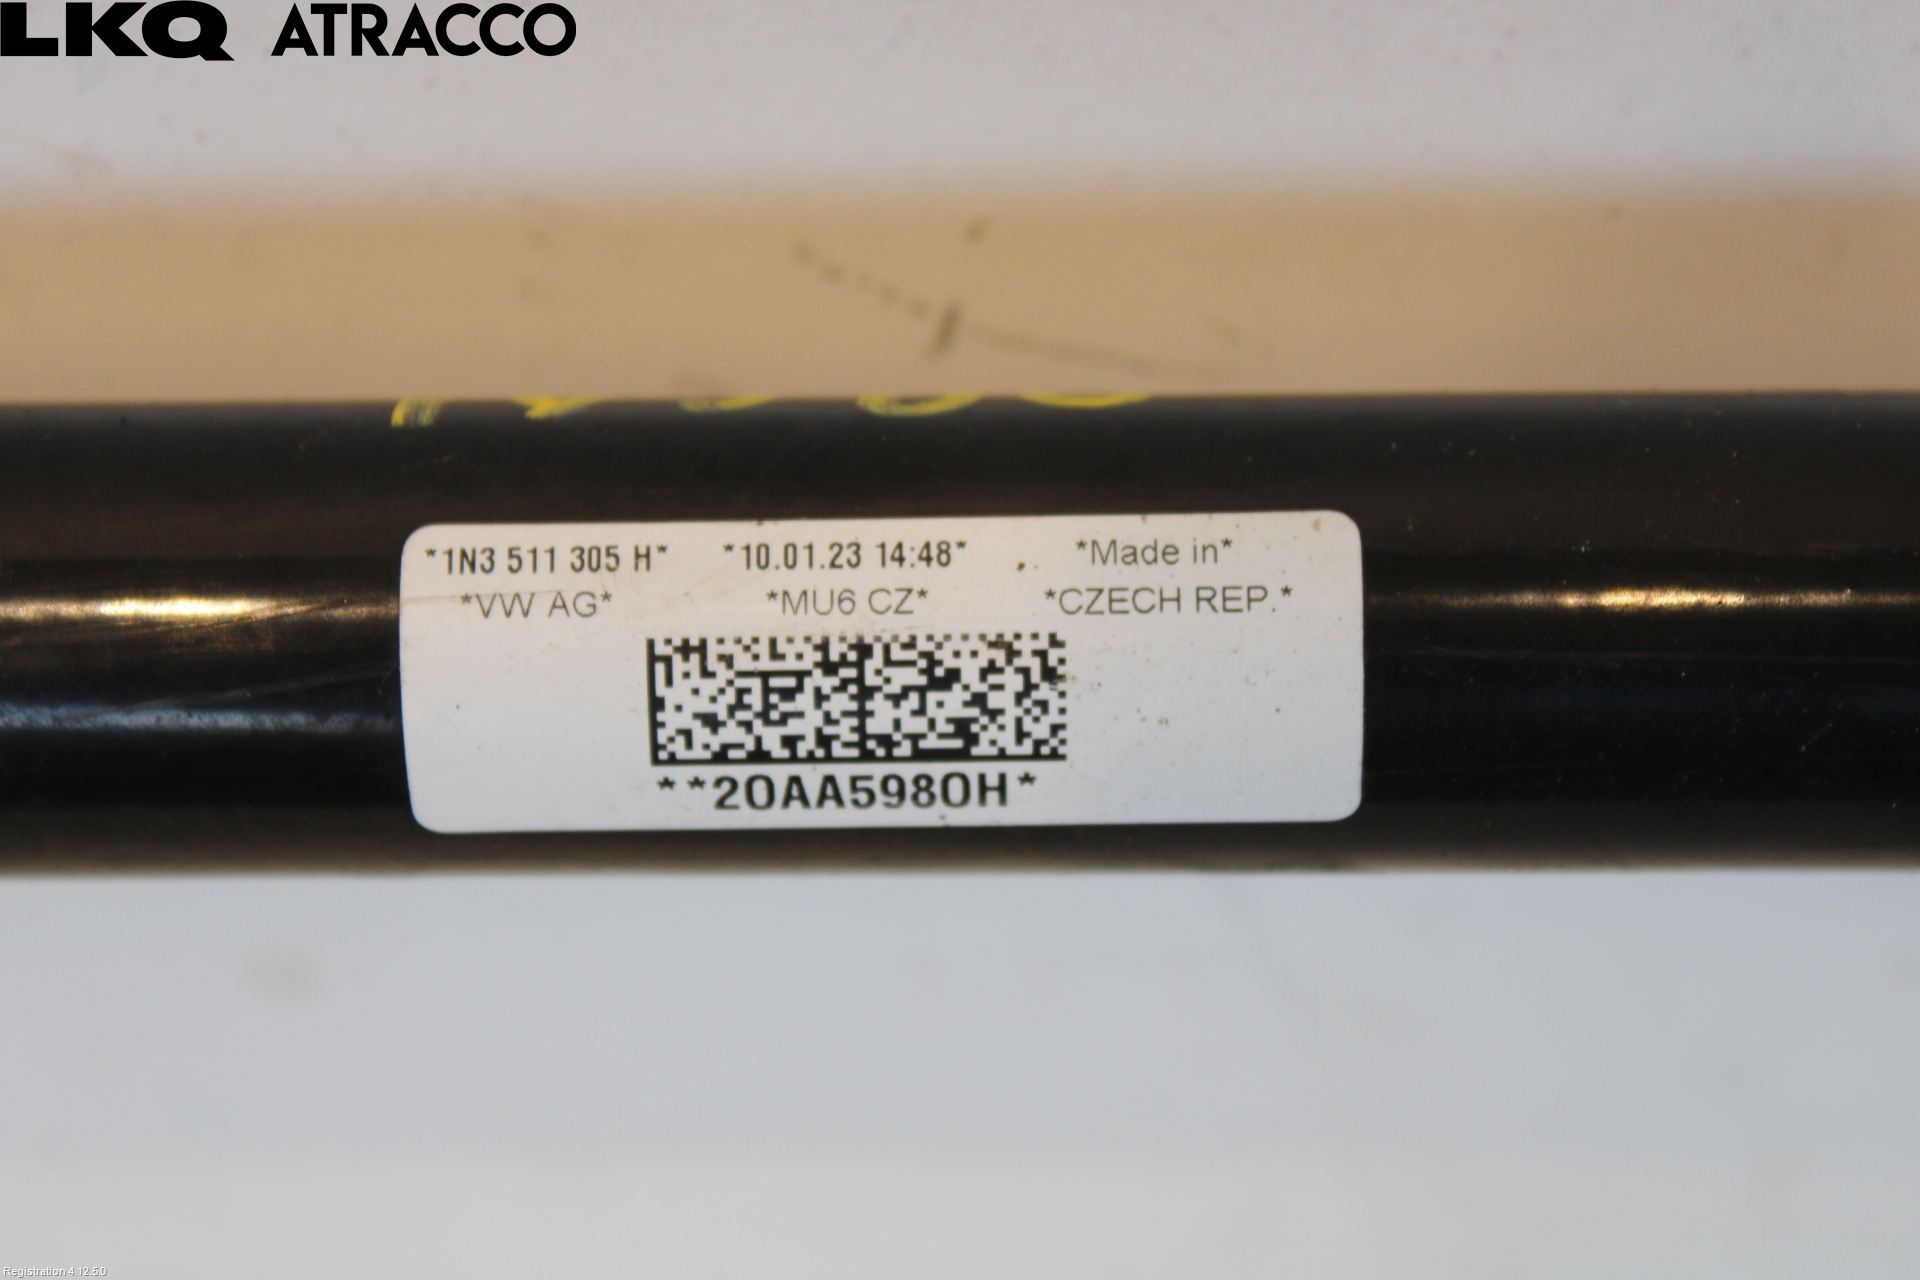 LKQ ATRACCO
*1N3 511 305 H* *10.01.23 14:48* *Made in*
*VW AG* *MU6 CZ* *CZECH REP.*
**20AA5980H*
Registration 4.12.5.0